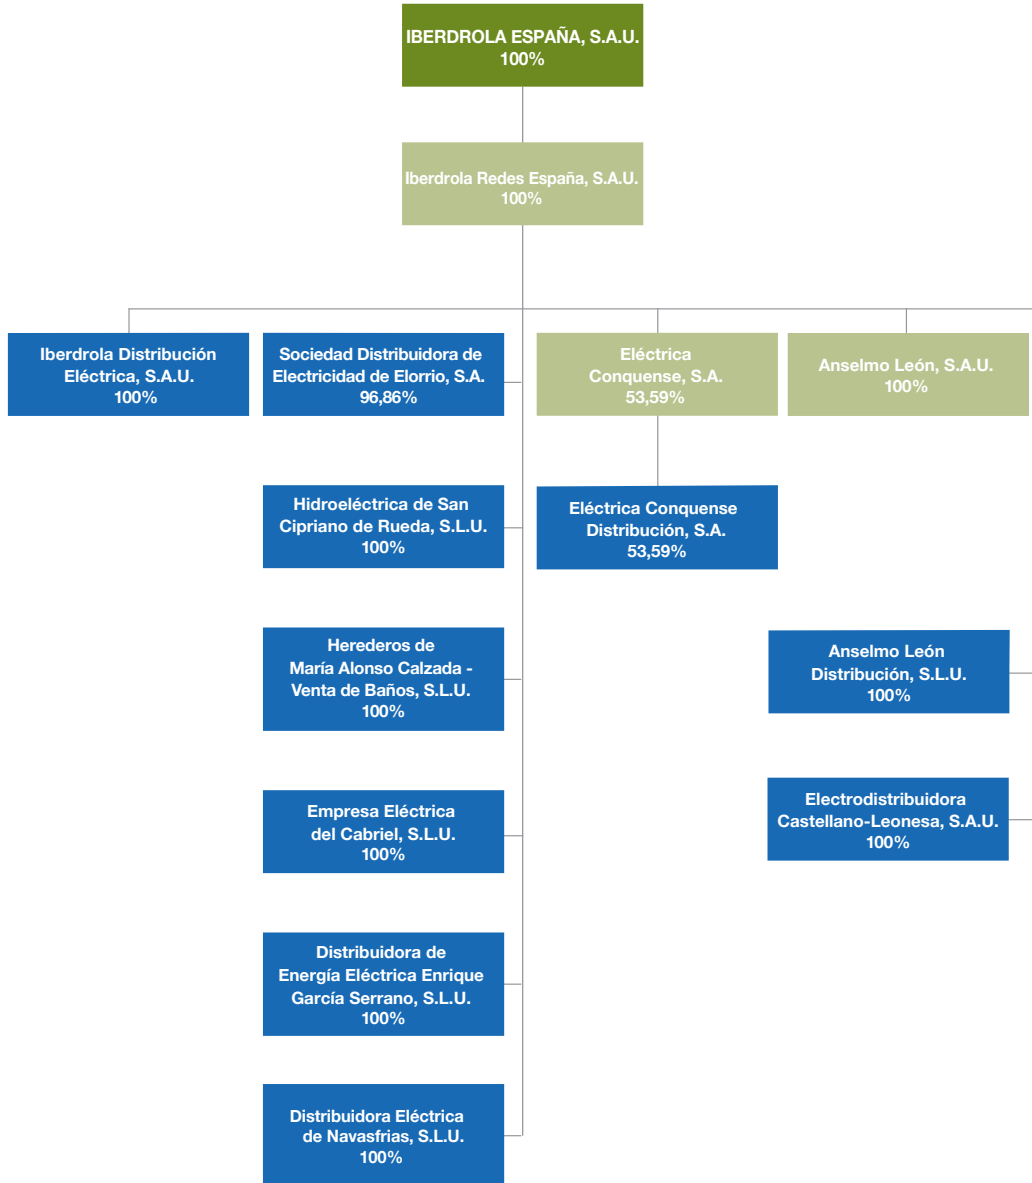 IBERDROLA ESPAÑA, S.A.U.
100%
Iberdrola Redes España, S.A.U.
100%
Iberdrola Distribución
Eléctrica, S.A.U.
100%
Sociedad Distribuidora de
Electricidad de Elorrio, S.A.
96,86%
Eléctrica
Conquense, S.A.
53,59%
Anselmo León, S.A.U.
100%
Hidroeléctrica de San
Cipriano de Rueda, S.L.U.
100%
Eléctrica Conquense
Distribución, S.A.
53,59%
Herederos de
María Alonso Calzada -
Venta de Baños, S.L.U.
100%
Anselmo León
Distribución, S.L.U.
100%
Empresa Eléctrica
del Cabriel, S.L.U.
100%
Electrodistribuidora
Castellano-Leonesa, S.A.U.
100%
Distribuidora de
Energía Eléctrica Enrique
García Serrano, S.L.U.
100%
Distribuidora Eléctrica
de Navasfrias, S.L.U.
100%